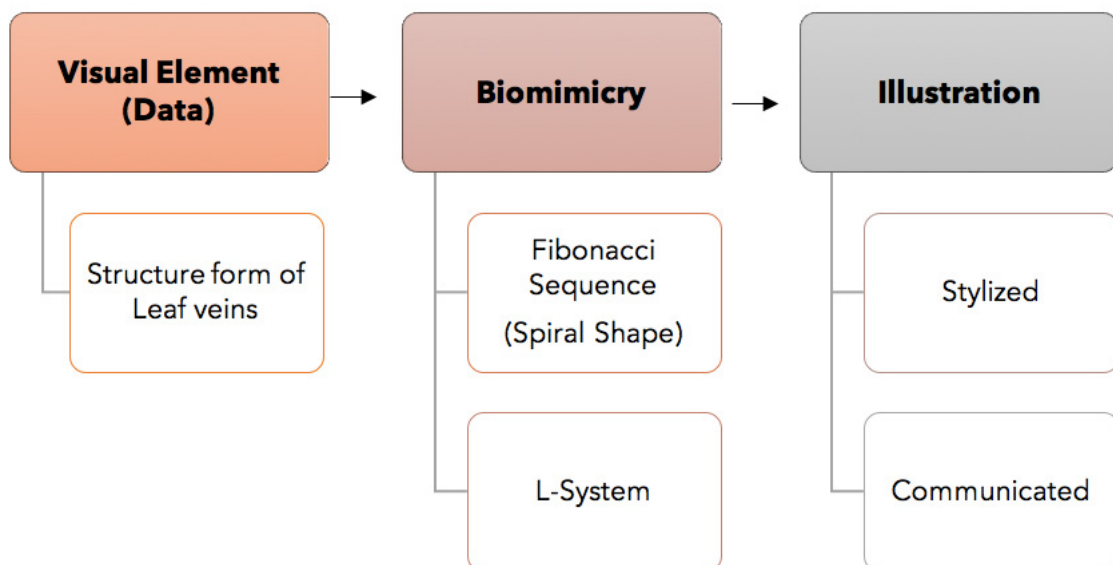 Visual Element
(Data)
Biomimicry
Illustration
Structure form of
Leaf veins
Fibonacci
Sequence
(Spiral Shape)
L-System
Stylized
Communicated